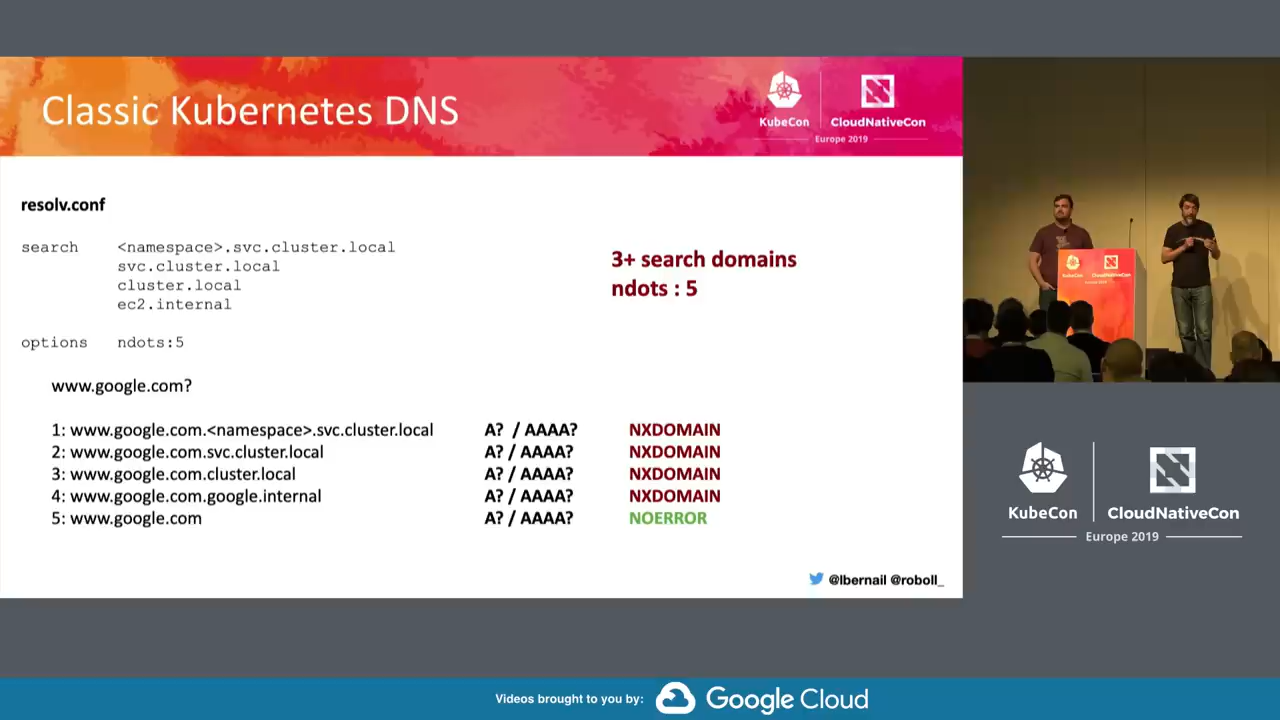 Classic Kubernetes DNS
KubeCon
CloudNativeCon
Europe 2019
resolv.conf
search <namespace>.svc.cluster.local
svc.cluster.local
cluster.local
ec2.internal
options ndots:5
3+ search domains
ndots : 5
www.google.com?
1: www.google.com.<namespace>.svc.cluster.local A? / AAAA? NXDOMAIN
2: www.google.com.svc.cluster.local A? / AAAA? NXDOMAIN
3: www.google.com.cluster.local A? / AAAA? NXDOMAIN
4: www.google.com.google.internal A? / AAAA? NXDOMAIN
5: www.google.com A? / AAAA? NOERROR
@lbernail @roboll_
KubeCon CloudNativeCon
KubeCon CloudNativeCon
Europe 2019
Videos brought to you by: Google Cloud